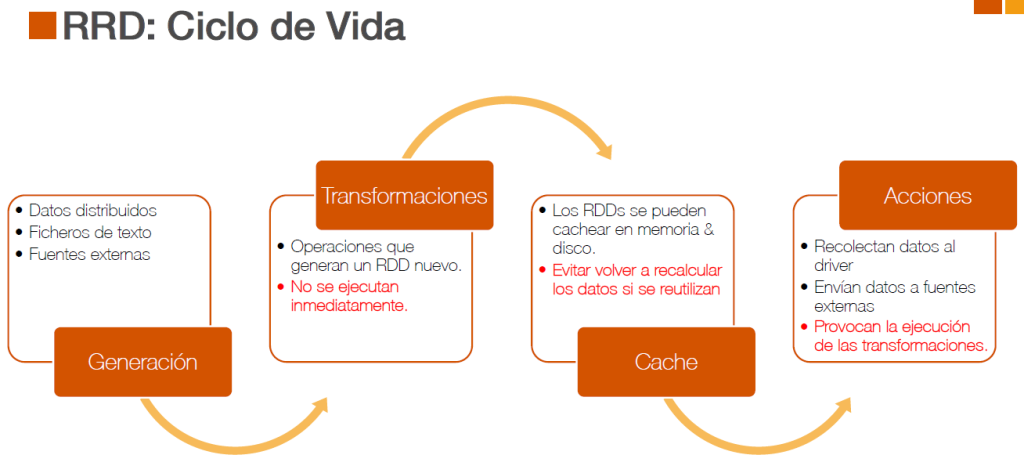 RRD: Ciclo de Vida
• Datos distribuidos
• Ficheros de texto
• Fuentes externas
Generación
Transformaciones
• Operaciones que
generan un RDD nuevo.
• No se ejecutan
inmediatamente.
• Los RDDs se pueden
cachear en memoria &
disco.
• Evitar volver a recalcular
los datos si se reutilizan
Cache
Acciones
• Recolectan datos al
driver
• Envían datos a fuentes
externas
• Provocan la ejecución
de las transformaciones.